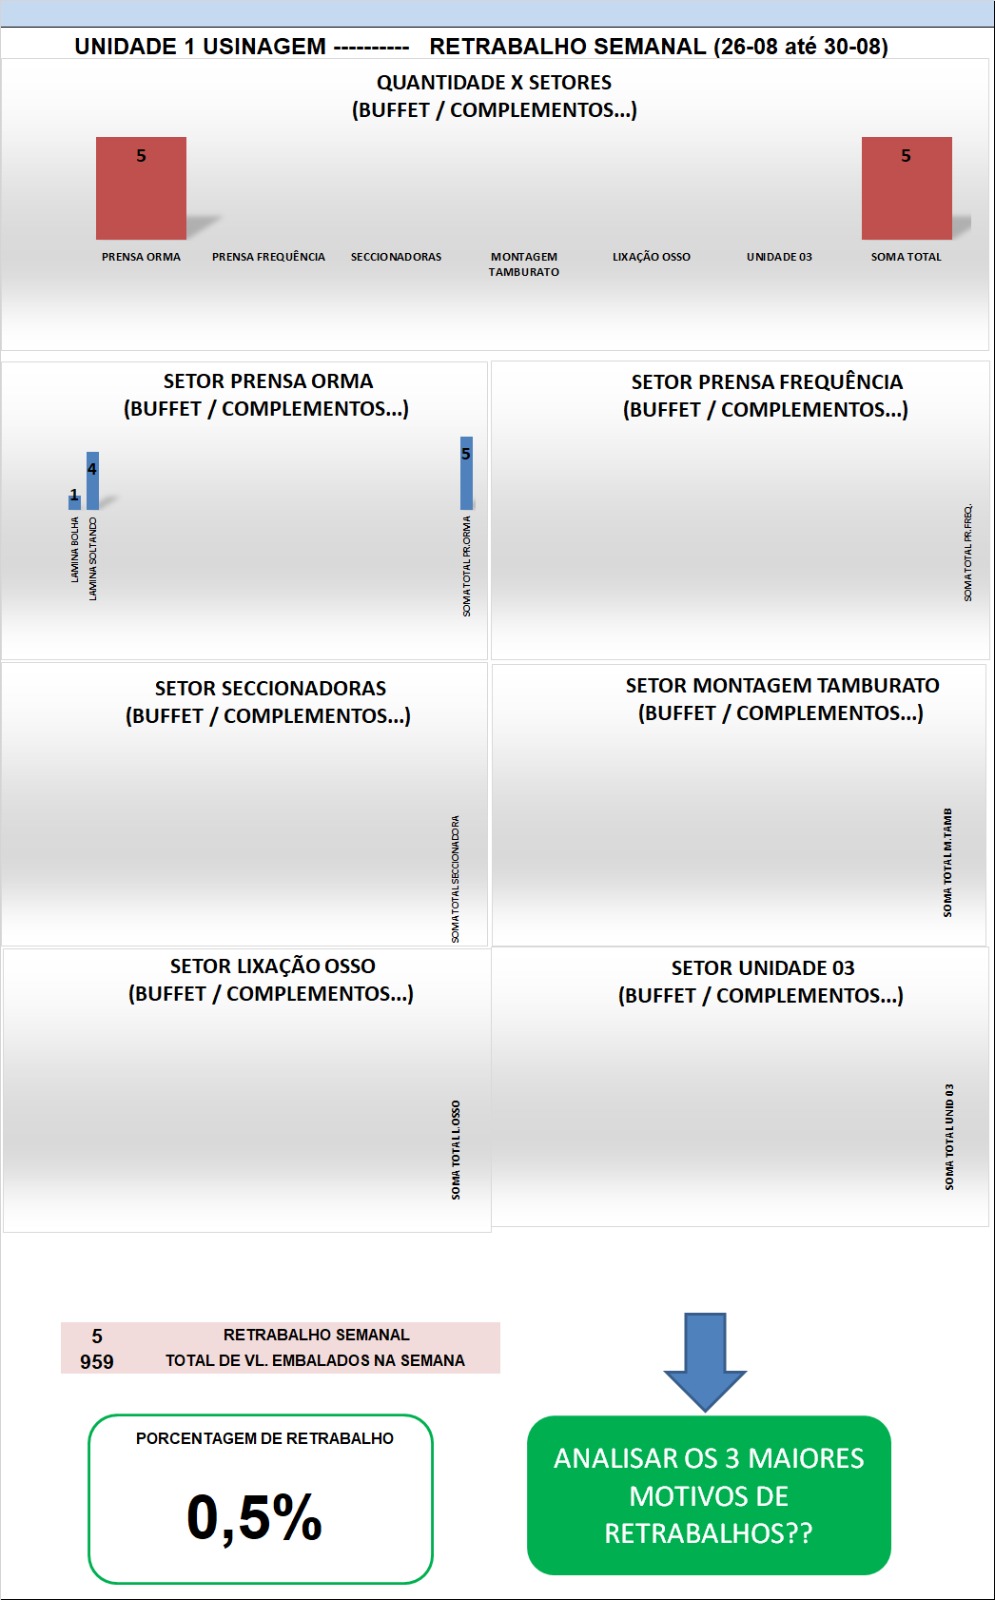 UNIDADE 1 USINAGEM ---------- RETRABALHO SEMANAL (26-08 até 30-08)
QUANTIDADE X SETORES
(BUFFET / COMPLEMENTOS...)
5
5
PRENSA ORMA
PRENSA FREQUÊNCIA
SECCIONADORAS
MONTAGEM
TAMBURATO
LIXAÇÃO OSSO
UNIDADE 03
SOMA TOTAL
SETOR PRENSA ORMA
(BUFFET / COMPLEMENTOS...)
1
4
5
LAMINA BOLHA
LAMINA SOLTANDO
SOMA TOTAL PR.ORMA
SETOR PRENSA FREQUÊNCIA
(BUFFET / COMPLEMENTOS...)
SOMA TOTAL PR.FREQ.
SETOR SECCIONADORAS
(BUFFET / COMPLEMENTOS...)
SOMA TOTAL SECCIONADORA
SETOR MONTAGEM TAMBURATO
(BUFFET / COMPLEMENTOS...)
SOMA TOTAL M.TAMB
SETOR LIXAÇÃO OSSO
(BUFFET / COMPLEMENTOS...)
SOMA TOTAL L.OSSO
SETOR UNIDADE 03
(BUFFET / COMPLEMENTOS...)
SOMA TOTAL UNID 03
5 RETRABALHO SEMANAL
959 TOTAL DE VL. EMBALADOS NA SEMANA
PORCENTAGEM DE RETRABALHO
0,5%
ANALISAR OS 3 MAIORES
MOTIVOS DE
RETRABALHOS??